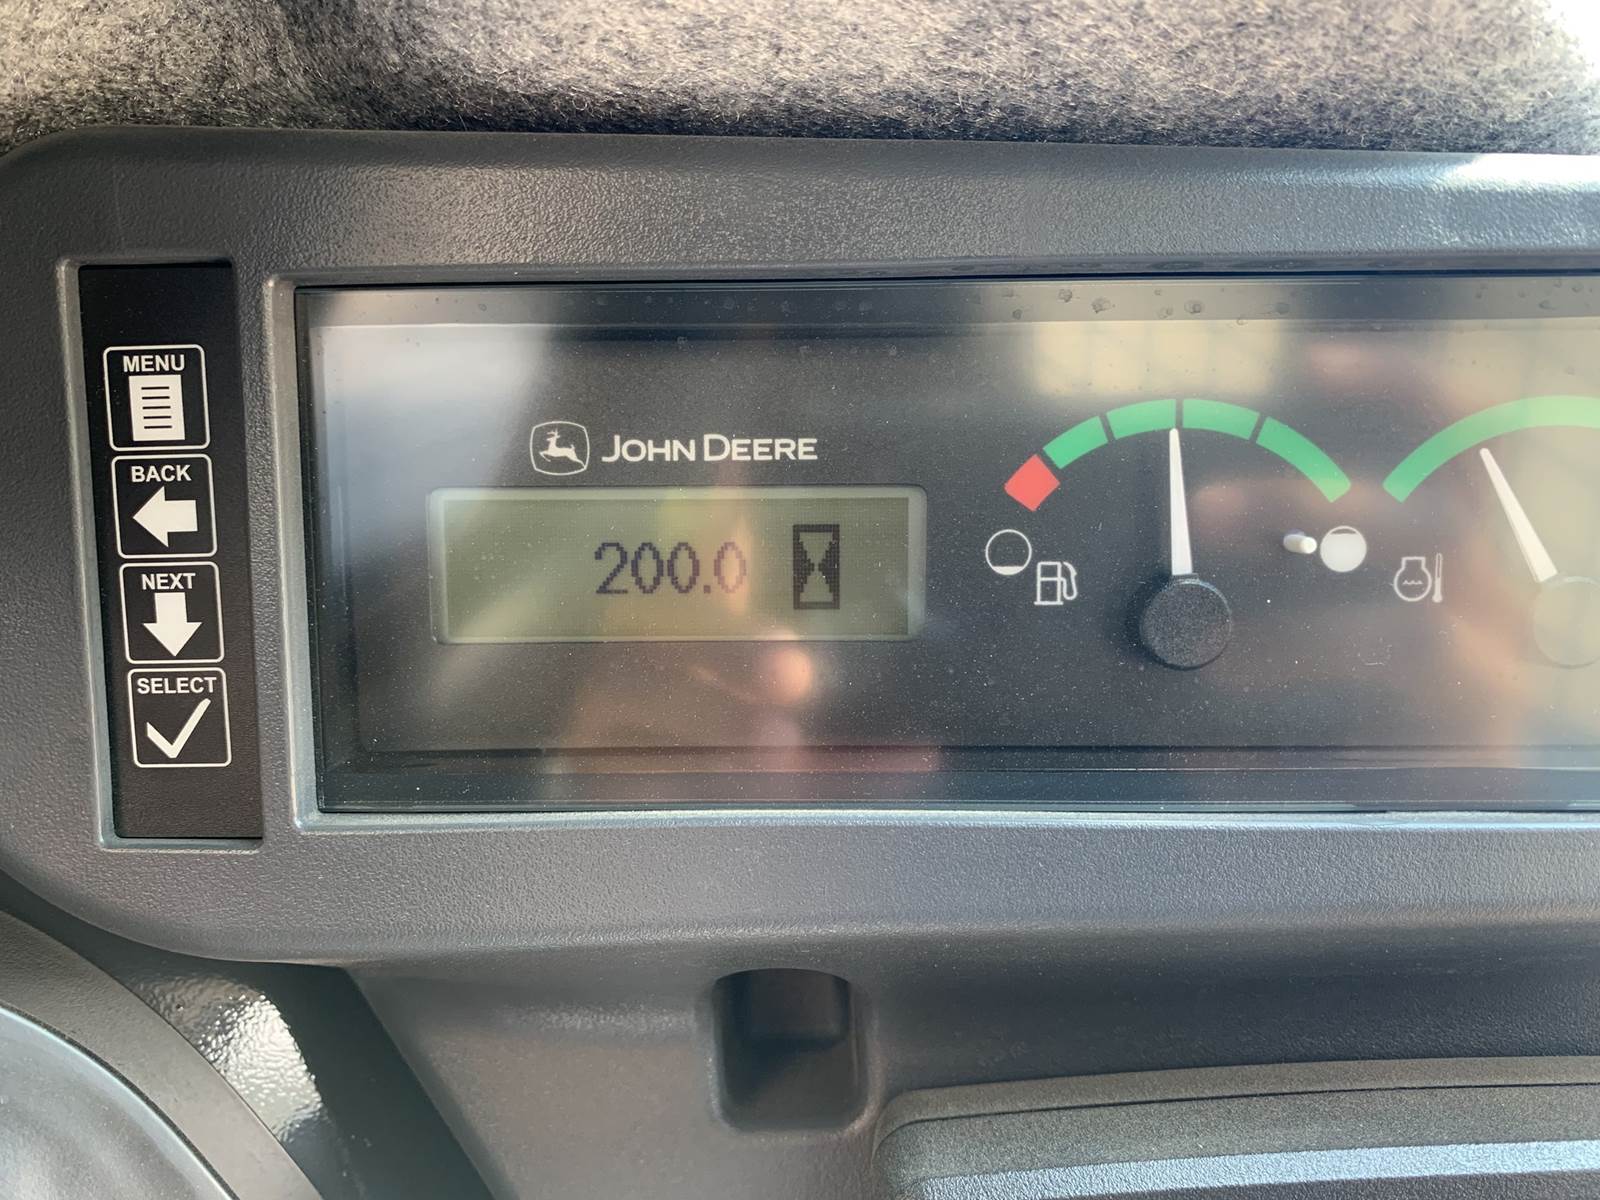 MENU
BACK
NEXT
SELECT
JOHN DEERE
200.0